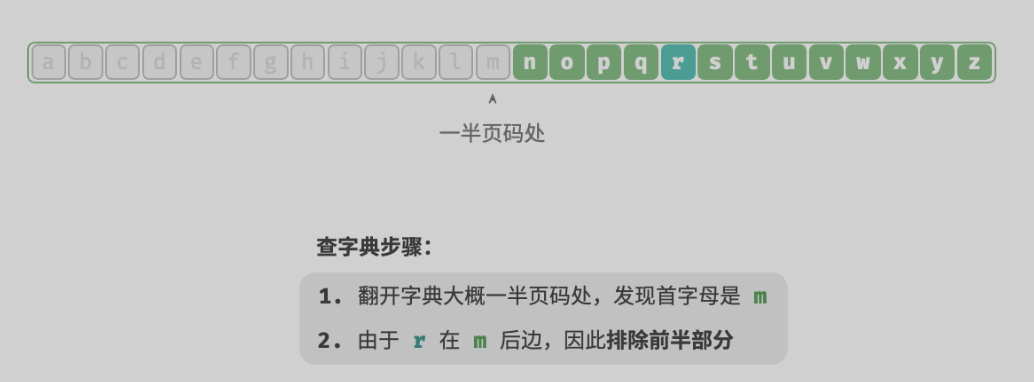 a b c d e f g h i j k l m n o p q r s t u v w x y z
一半页码处
查字典步骤：
1. 翻开字典大概一半页码处，发现首字母是 m
2. 由于 r 在 m 后边，因此排除前半部分